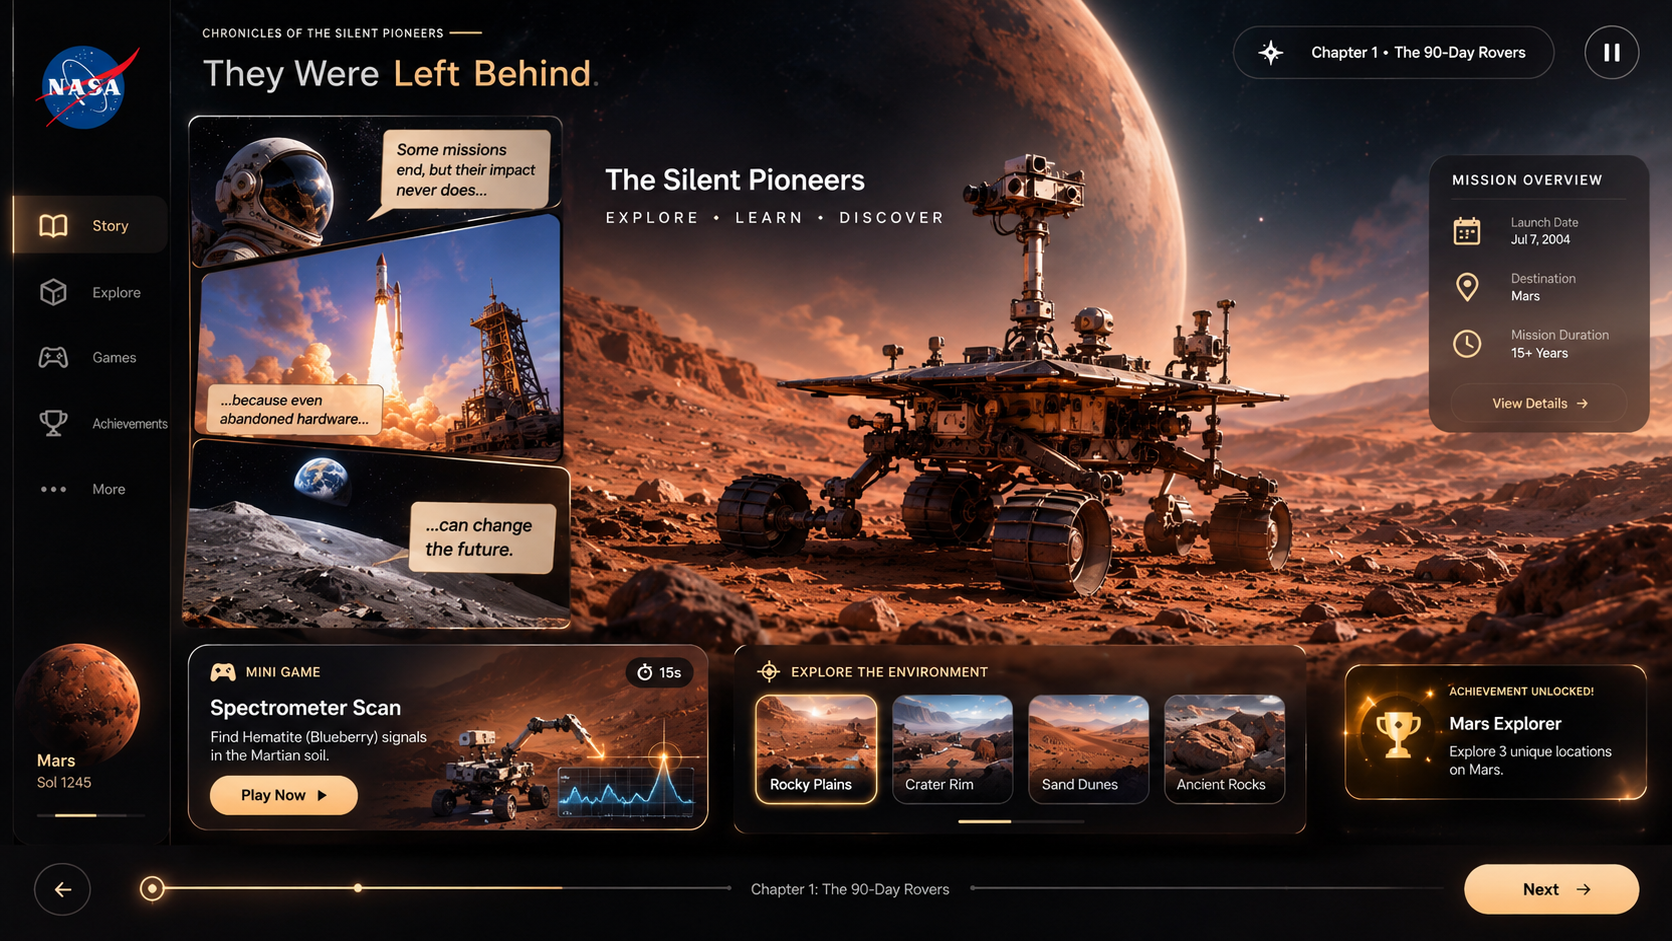 NASA
CHRONICLES OF THE SILENT PIONEERS
They Were Left Behind.
Chapter 1 • The 90-Day Rovers
Story
Explore
Games
Achievements
More
Mars
Sol 1245
Some missions
end, but their impact
never does...
...because even
abandoned hardware...
...can change
the future.
The Silent Pioneers
EXPLORE • LEARN • DISCOVER
MISSION OVERVIEW
Launch Date
Jul 7, 2004
Destination
Mars
Mission Duration
15+ Years
View Details →
MINI GAME
15s
Spectrometer Scan
Find Hematite (Blueberry) signals
in the Martian soil.
Play Now
EXPLORE THE ENVIRONMENT
Rocky Plains
Crater Rim
Sand Dunes
Ancient Rocks
ACHIEVEMENT UNLOCKED!
Mars Explorer
Explore 3 unique locations
on Mars.
Chapter 1: The 90-Day Rovers
Next →